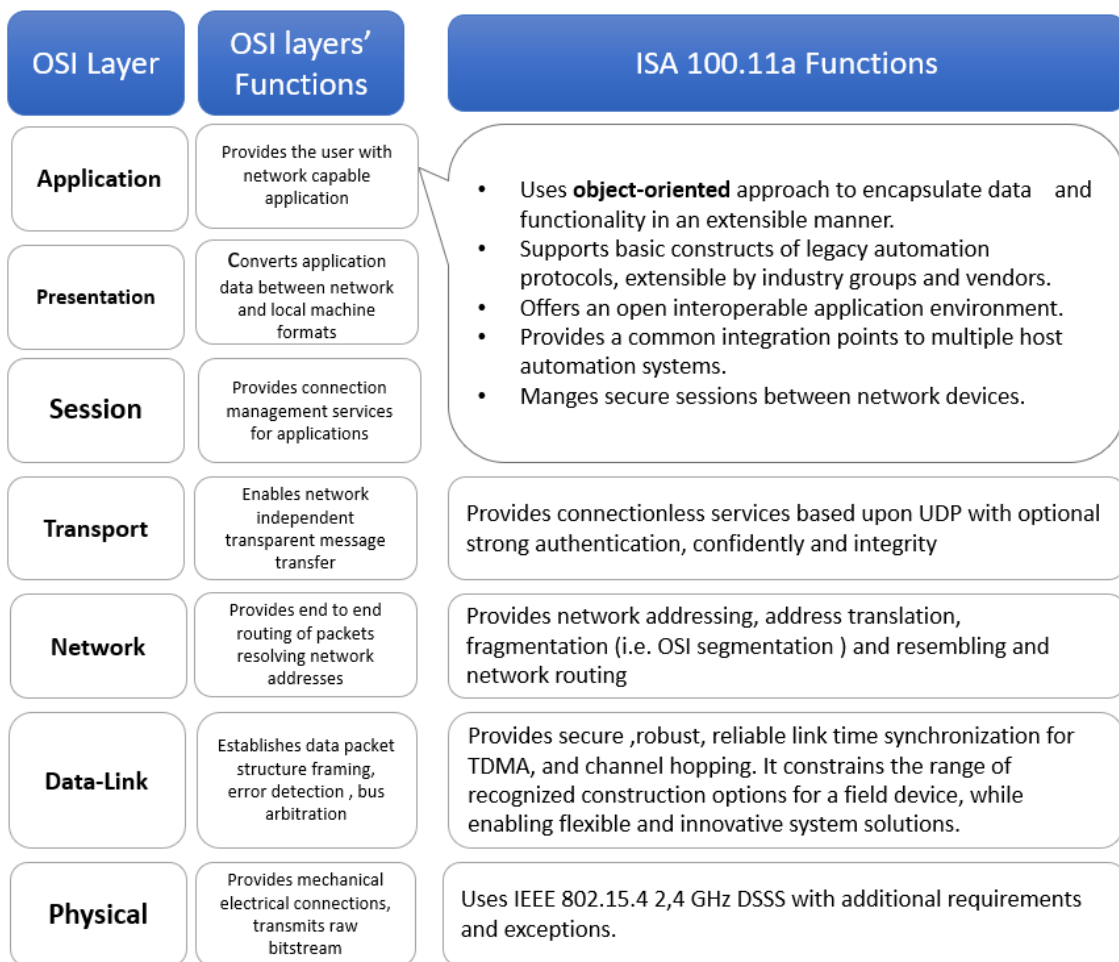 OSI Layer
OSI layers'
Functions
ISA 100.11a Functions
Application
Provides the user with
network capable
application
• Uses object-oriented approach to encapsulate data and
functionality in an extensible manner.
• Supports basic constructs of legacy automation
protocols, extensible by industry groups and vendors.
• Offers an open interoperable application environment.
• Provides a common integration points to multiple host
automation systems.
• Manges secure sessions between network devices.
Presentation
Converts application
data between network
and local machine
formats
Session
Provides connection
management services
for applications
Transport
Enables network
independent
transparent message
transfer
Provides connectionless services based upon UDP with optional
strong authentication, confidently and integrity
Network
Provides end to end
routing of packets
resolving network
addresses
Provides network addressing, address translation,
fragmentation (i.e. OSI segmentation ) and resembling and
network routing
Data-Link
Establishes data packet
structure framing,
error detection , bus
arbitration
Provides secure ,robust, reliable link time synchronization for
TDMA, and channel hopping. It constrains the range of
recognized construction options for a field device, while
enabling flexible and innovative system solutions.
Physical
Provides mechanical
electrical connections,
transmits raw
bitstream
Uses IEEE 802.15.4 2,4 GHz DSSS with additional requirements
and exceptions.